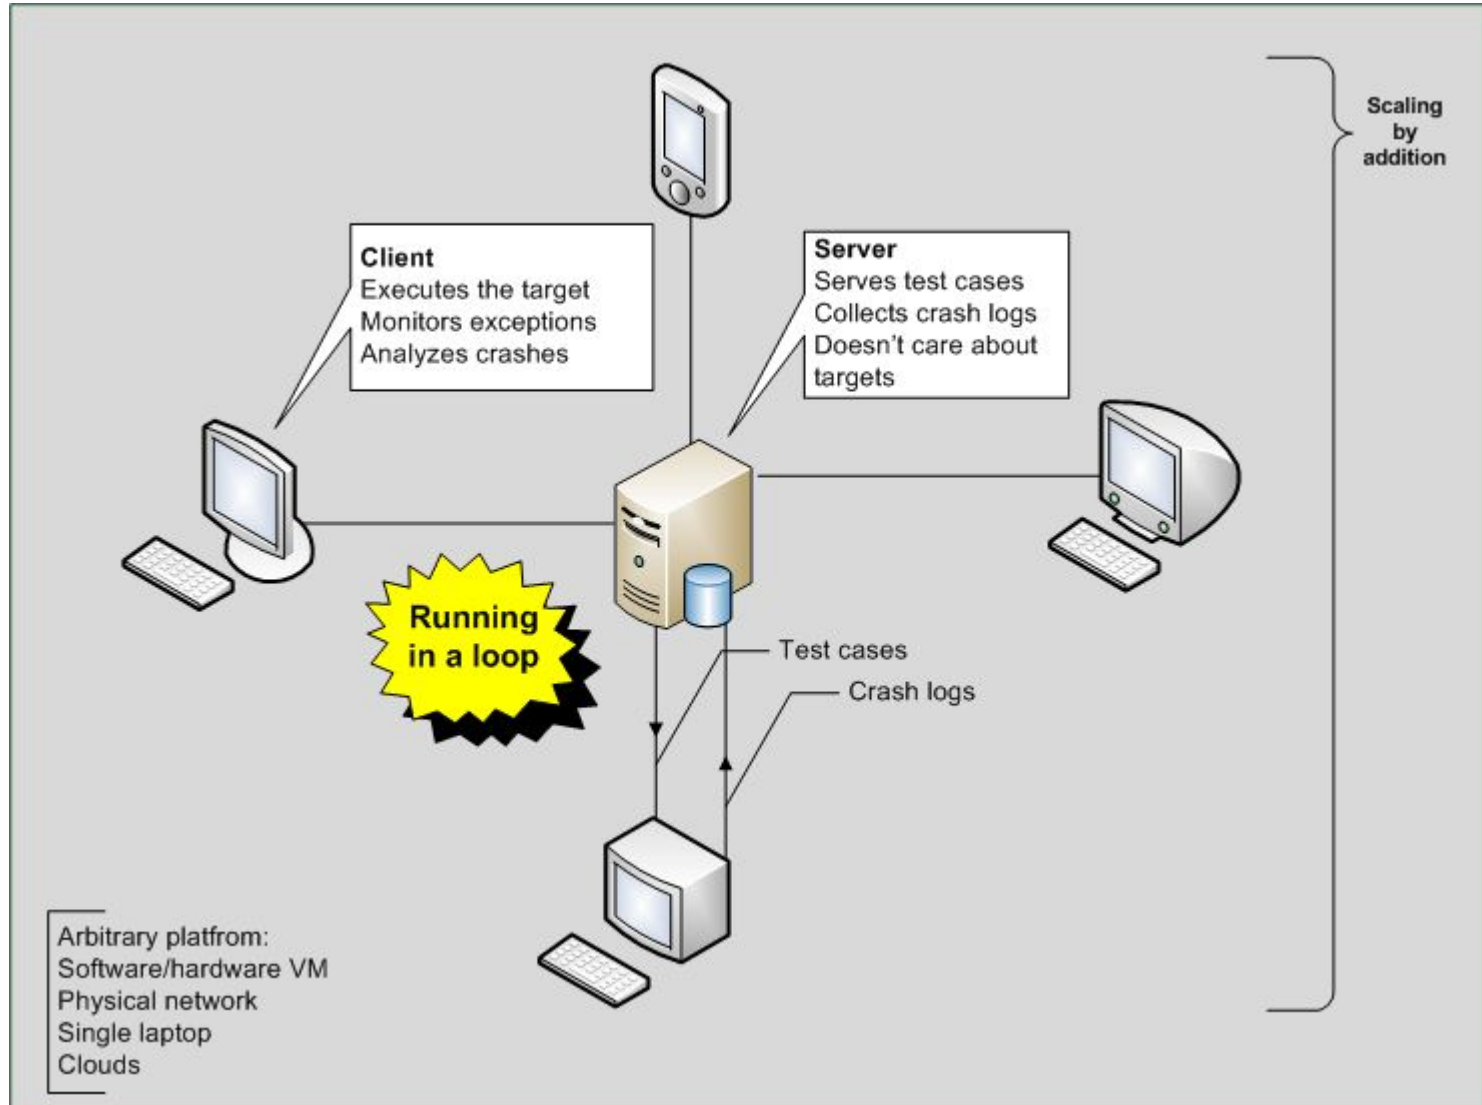 Scaling
by
addition
Client
Executes the target
Monitors exceptions
Analyzes crashes
Server
Serves test cases
Collects crash logs
Doesn't care about
targets
Running
in a loop
Test cases
Crash logs
Arbitrary platfrom:
Software/hardware VM
Physical network
Single laptop
Clouds